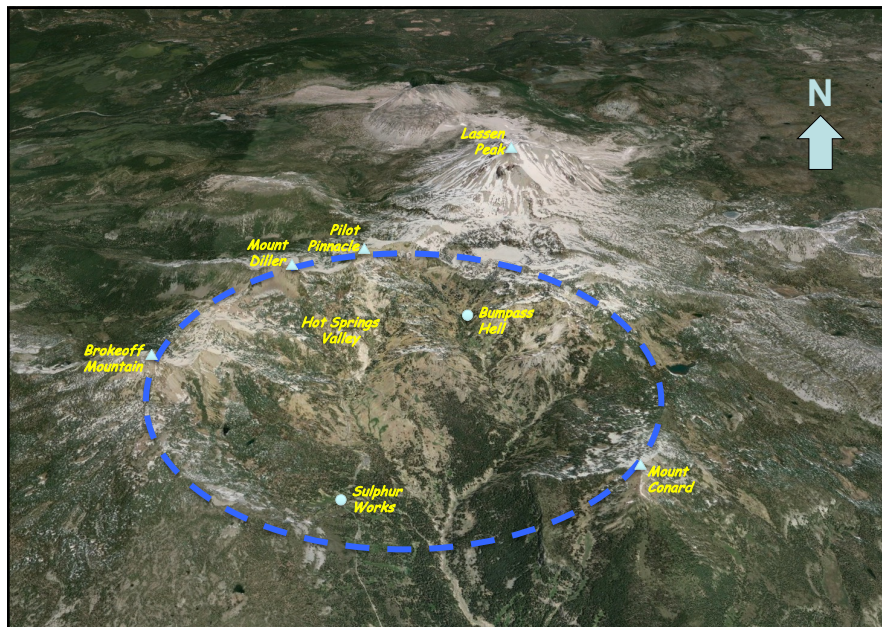 N
Lassen
Peak
Pilot
Pinnacle
Mount
Diller
Bumpass
Hell
Hot Springs
Valley
Brokeoff
Mountain
Mount
Conard
Sulphur
Works